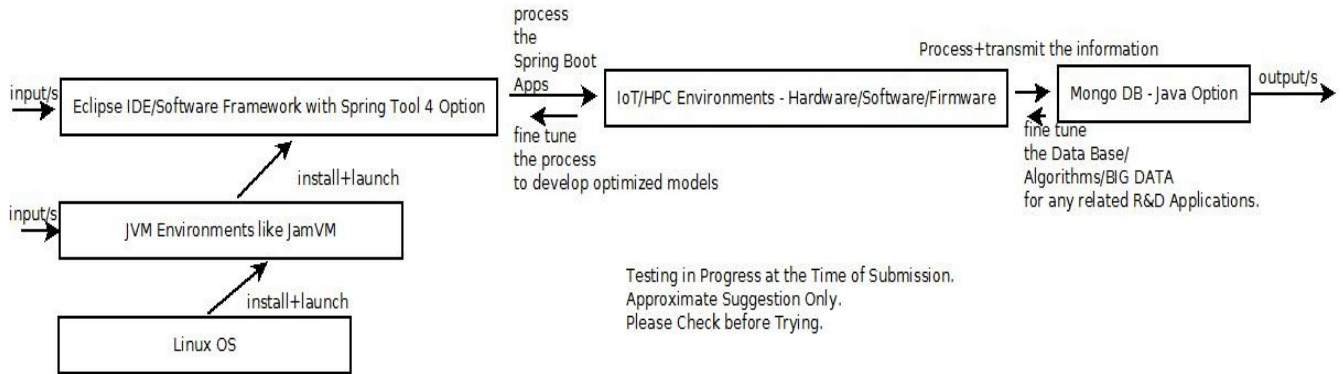 process
the
Spring Boot
Apps
Process+transmit the information
input/s
Eclipse IDE/Software Framework with Spring Tool 4 Option
IoT/HPC Environments - Hardware/Software/Firmware
Mongo DB - Java Option
output/s
fine tune
the process
to develop optimized models
fine tune
the Data Base/
Algorithms/BIG DATA
for any related R&D Applications.
install+launch
input/s
JVM Environments like JamVM
install+launch
Linux OS
Testing in Progress at the Time of Submission.
Approximate Suggestion Only.
Please Check before Trying.